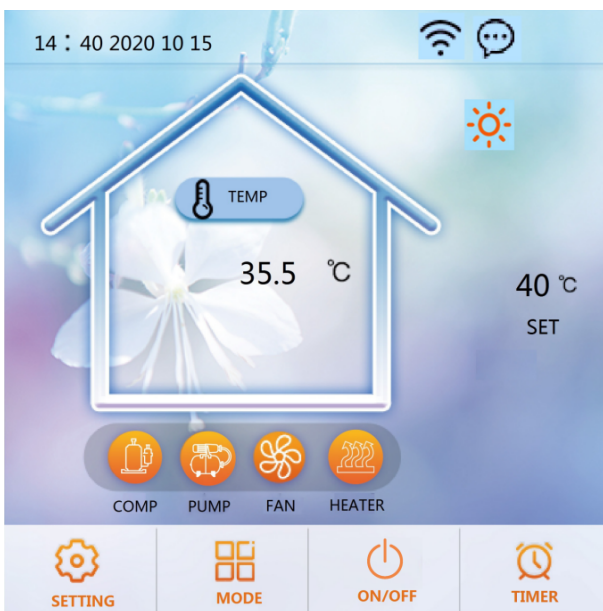 14：40 2020 10 15
TEMP
35.5 ℃
40 ℃
SET
COMP PUMP FAN HEATER
SETTING MODE ON/OFF TIMER